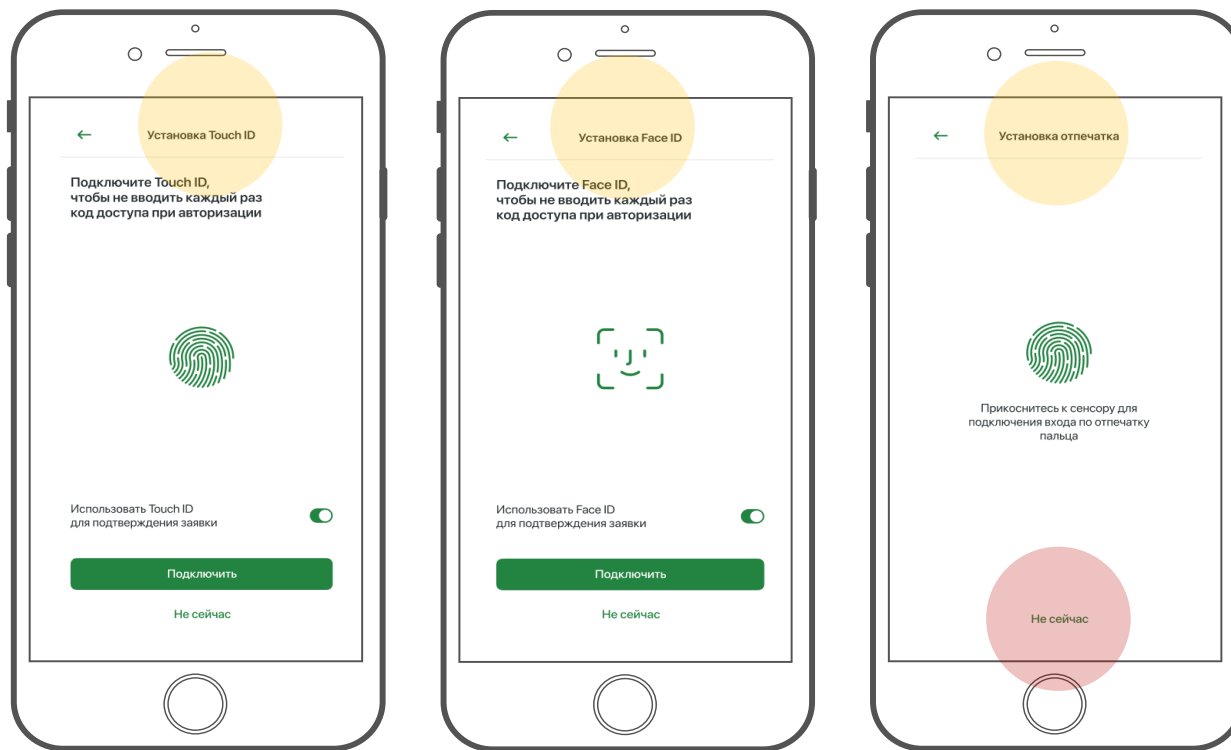 Установка Touch ID
Подключите Touch ID,
чтобы не вводить каждый раз
код доступа при авторизации
Использовать Touch ID
для подтверждения заявки
Подключить
Не сейчас
Установка Face ID
Подключите Face ID,
чтобы не вводить каждый раз
код доступа при авторизации
Использовать Face ID
для подтверждения заявки
Подключить
Не сейчас
Установка отпечатка
Прикоснитесь к сенсору для
подключения входа по отпечатку
пальца
Не сейчас